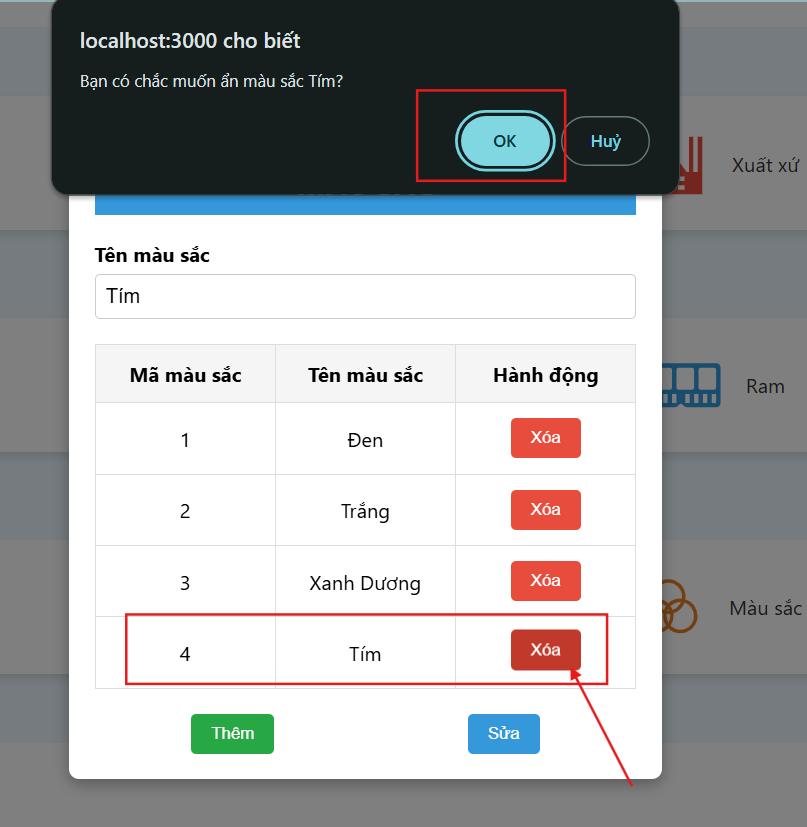 localhost:3000 cho biết
Bạn có chắc muốn ẩn màu sắc Tím?
OK Huỷ
Xuất xứ
Tên màu sắc
Tím
Mã màu sắc Tên màu sắc Hành động
Ram
1 Đen Xóa
2 Trắng Xóa
3 Xanh Dương Xóa
Màu sắc
4 Tím Xóa
Thêm Sửa